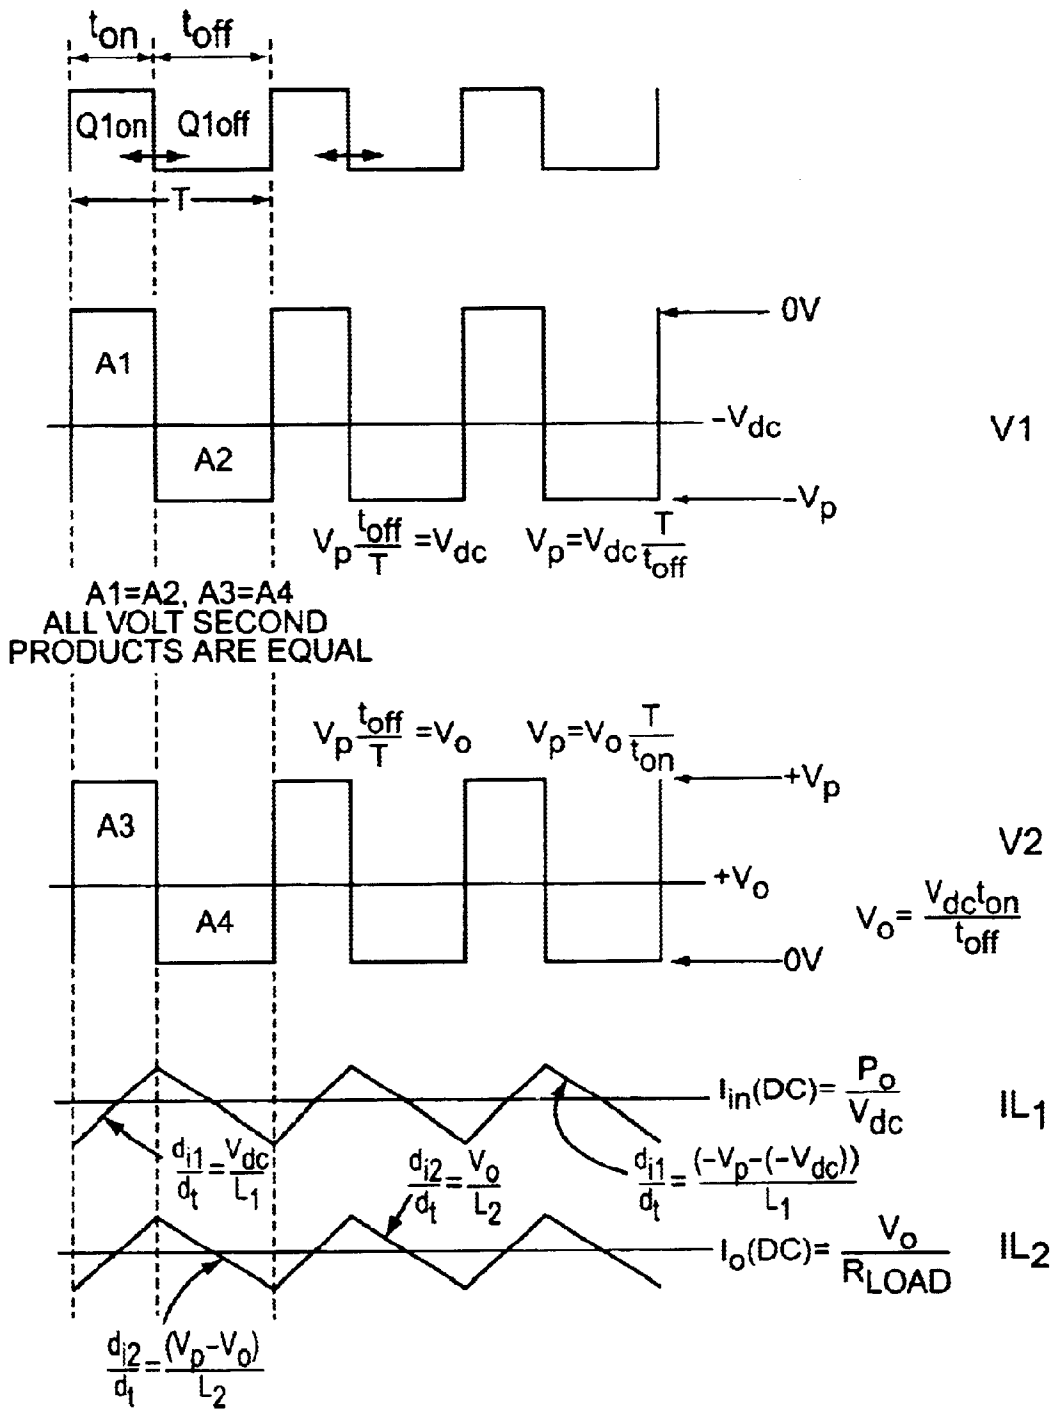 ton toff
Q1on Q1off
T
0V
A1
-Vdc
V1
A2
-Vp
Vp toff/T =Vdc Vp=Vdc T/toff
A1=A2, A3=A4
ALL VOLT SECOND
PRODUCTS ARE EQUAL
Vp toff/T =Vo Vp=Vo T/ton
+Vp
A3
V2
+Vo
Vo= Vdcton/toff
A4
0V
Iin(DC)= Po/Vdc
IL1
di1/dt = Vdc/L1
di2/dt = Vo/L2
di1/dt = (-Vp-(-Vdc))/L1
Io(DC)= Vo/RLOAD
IL2
di2/dt = (Vp-Vo)/L2